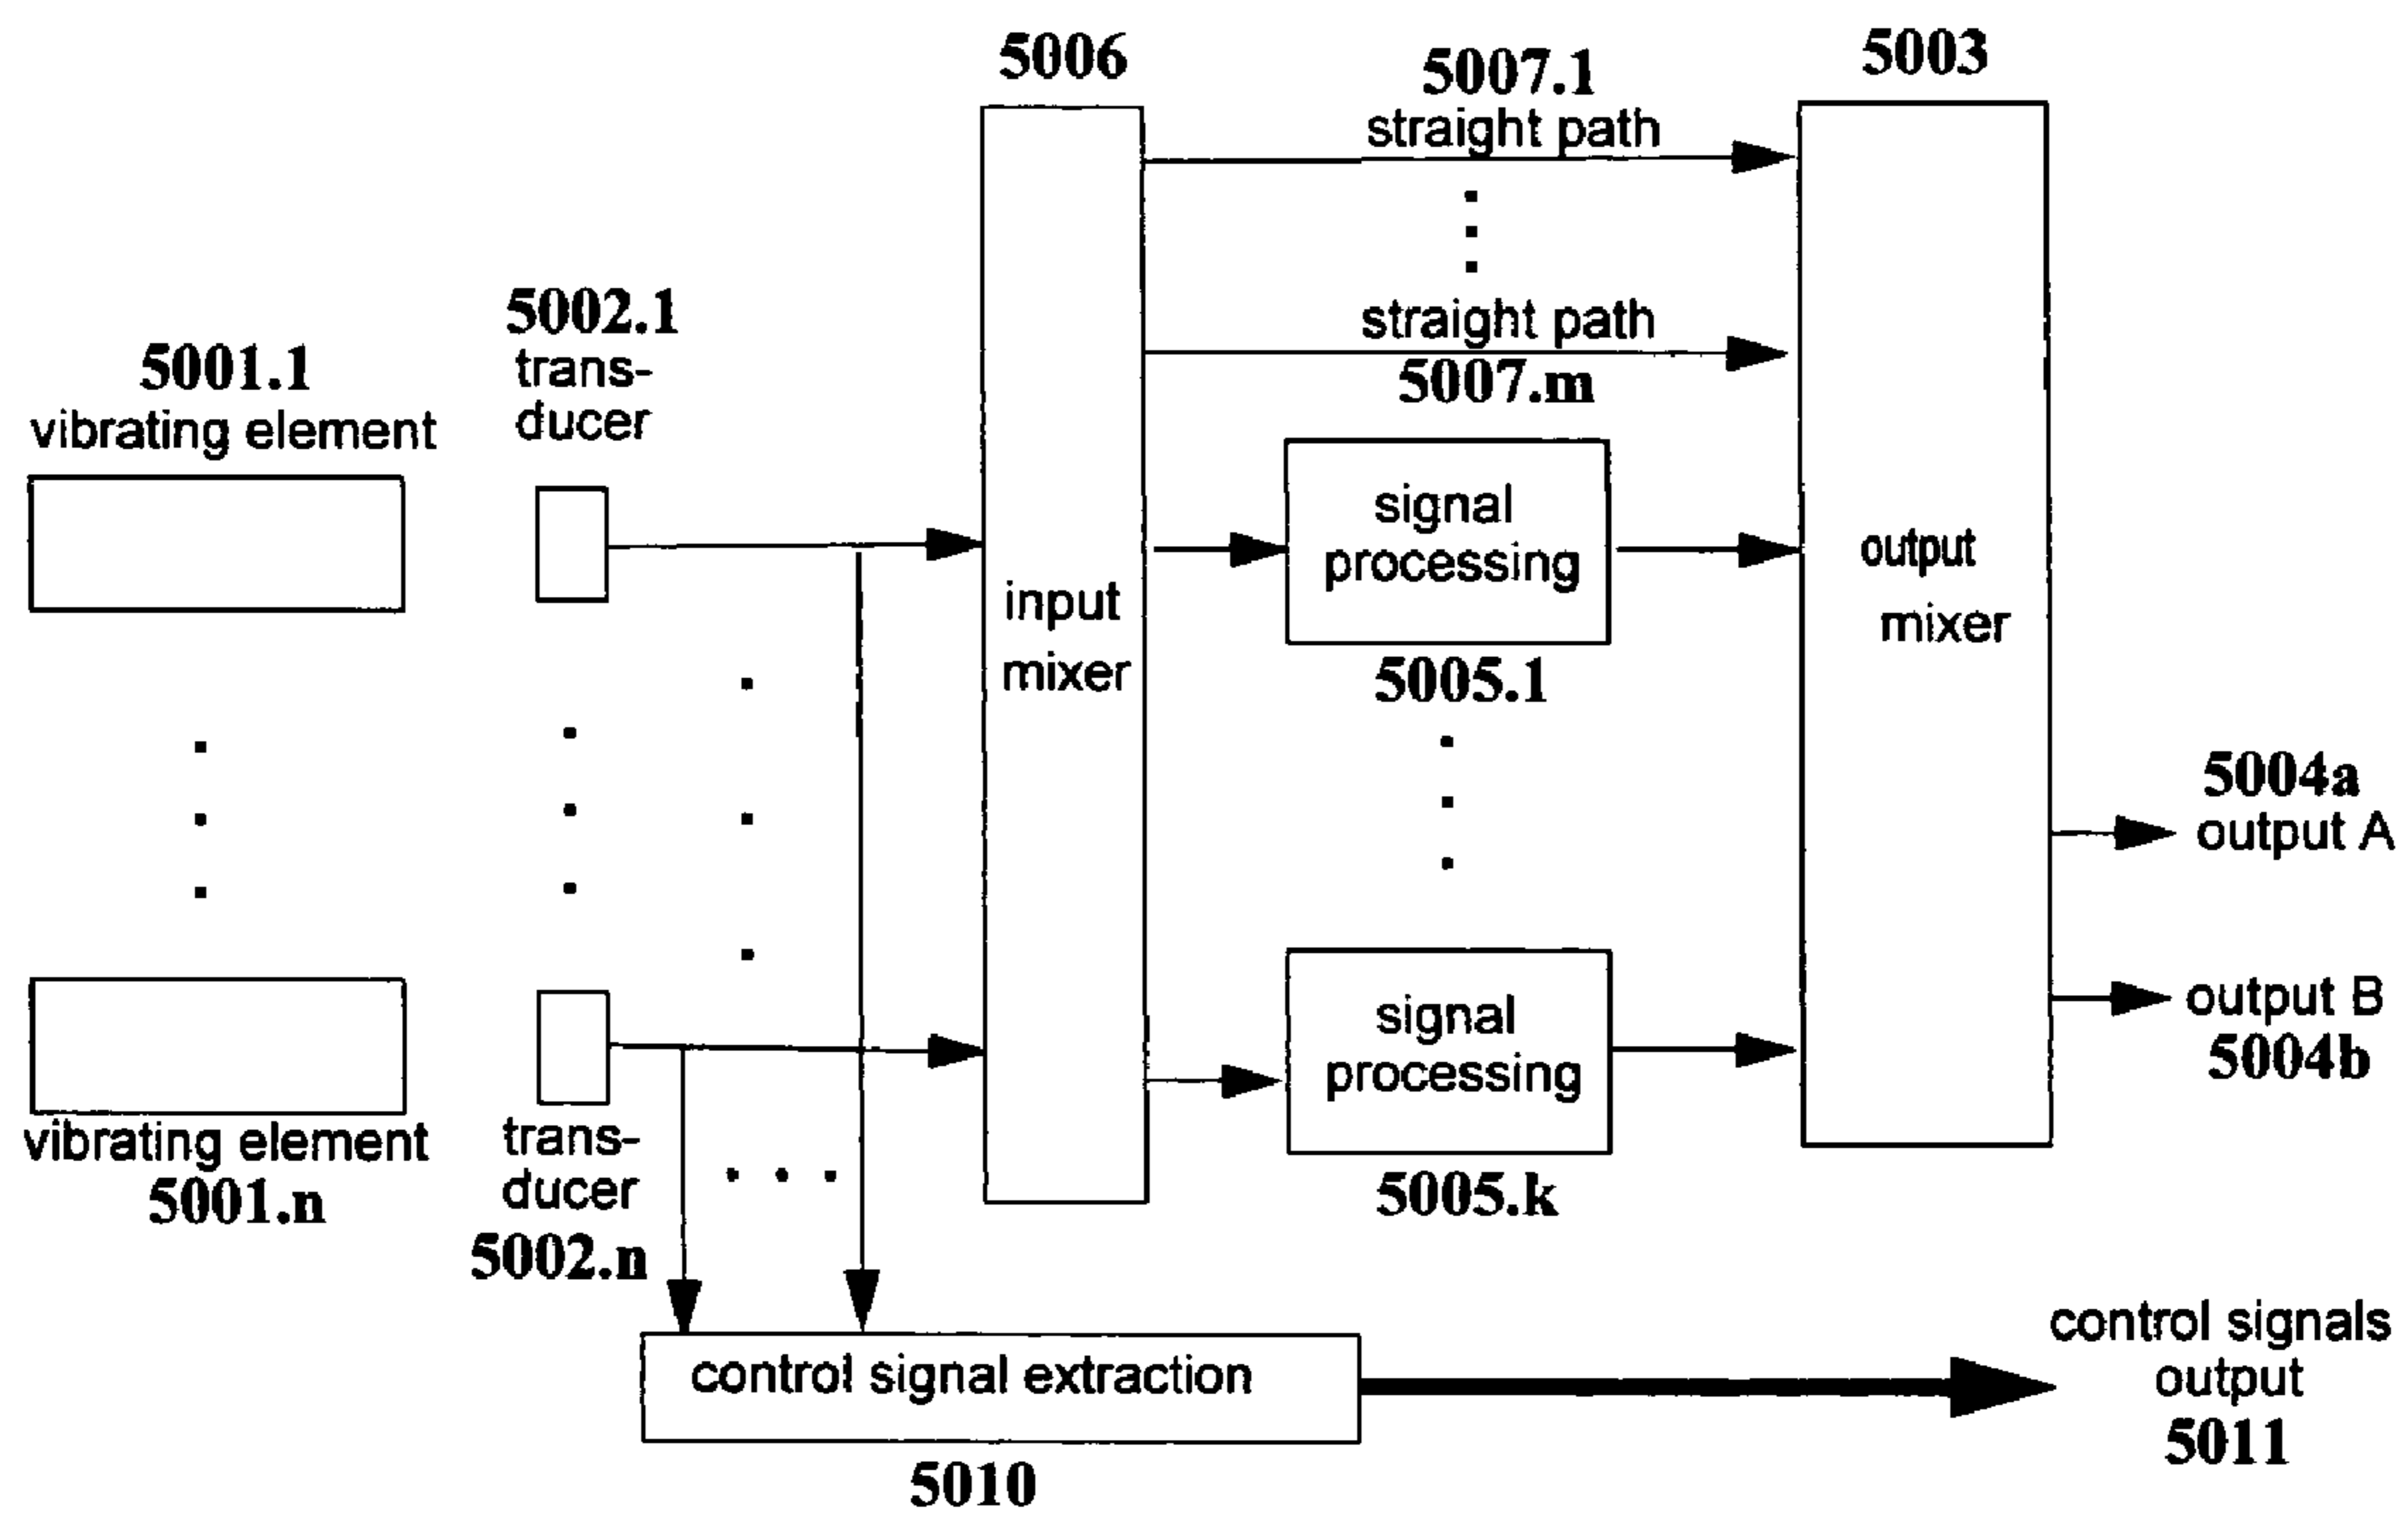 5006
5007.1
straight path
5003
straight path
5007.m
5001.1
vibrating element
5002.1
trans-
ducer
input
mixer
signal
processing
5005.1
output
mixer
5004a
output A
output B
5004b
signal
processing
5005.k
vibrating element
5001.n
trans-
ducer
5002.n
control signal extraction
5010
control signals
output
5011